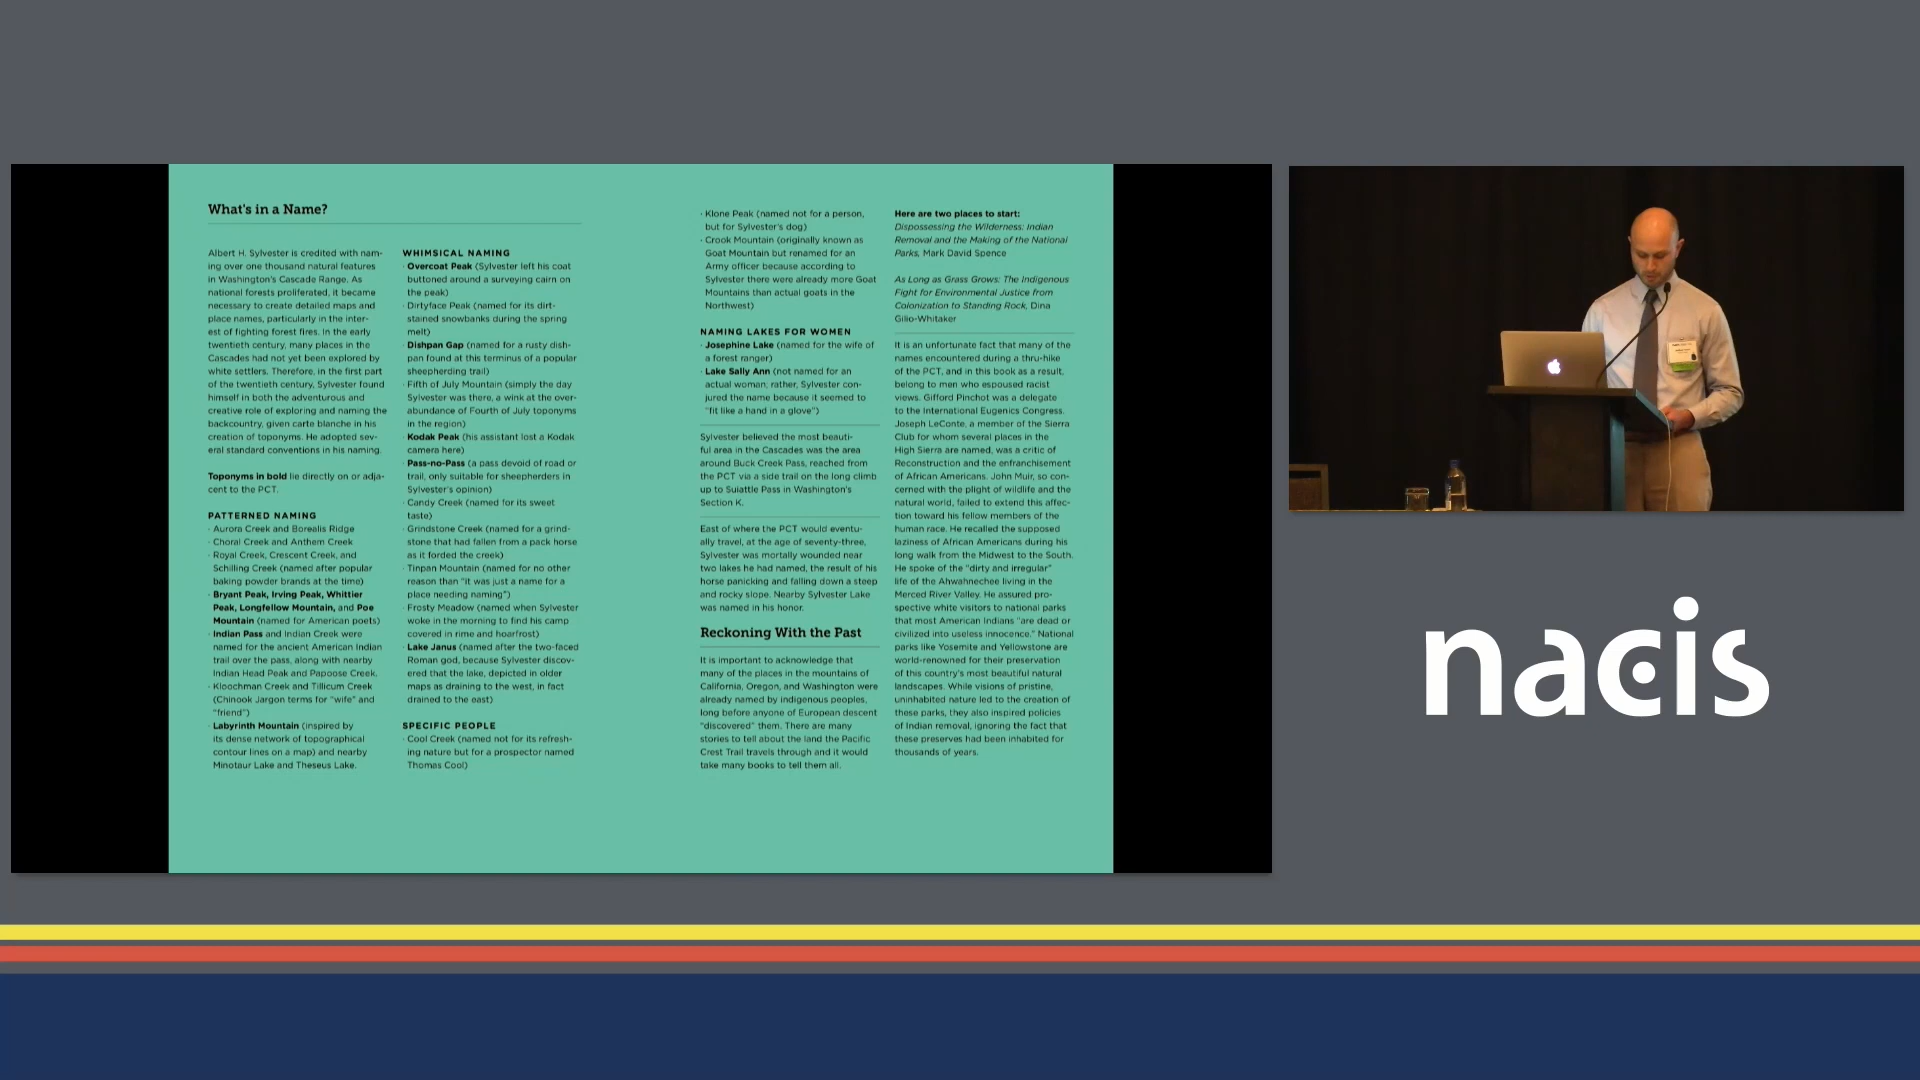 What's in a Name?
Albert H. Sylvester is credited with nam-
ing over one thousand natural features
in Washington's Cascade Range. As
national forests proliferated, it became
necessary to create detailed maps and
place names, particularly in the inter-
est of fighting forest fires. In the early
twentieth century, many places in the
Cascades had not yet been explored by
white settlers. Therefore, in the first part
of the twentieth century, Sylvester found
himself in both the adventurous and
creative role of exploring and naming the
backcountry, given carte blanche in his
creation of toponyms. He adopted sev-
eral standard conventions in his naming.
Toponyms in bold lie directly on or adja-
cent to the PCT.
PATTERNED NAMING
· Aurora Creek and Borealis Ridge
· Choral Creek and Anthem Creek
· Royal Creek, Crescent Creek, and
Schilling Creek (named after popular
baking powder brands at the time)
· Bryant Peak, Irving Peak, Whittier
Peak, Longfellow Mountain, and Poe
Mountain (named for American poets)
· Indian Pass and Indian Creek were
named for the ancient American Indian
trail over the pass, along with nearby
Indian Head Peak and Papoose Creek.
· Kloochman Creek and Tillicum Creek
(Chinook Jargon terms for "wife" and
"friend")
· Labyrinth Mountain (inspired by
its dense network of topographical
contour lines on a map) and nearby
Minotaur Lake and Theseus Lake.
WHIMSICAL NAMING
· Overcoat Peak (Sylvester left his coat
buttoned around a surveying cairn on
the peak)
· Dirtyface Peak (named for its dirt-
stained snowbanks during the spring
melt)
· Dishpan Gap (named for a rusty dish-
pan found at this terminus of a popular
sheepherding trail)
· Fifth of July Mountain (simply the day
Sylvester was there, a wink at the over-
abundance of Fourth of July toponyms
in the region)
· Kodak Peak (his assistant lost a Kodak
camera here)
· Pass-no-Pass (a pass devoid of road or
trail, only suitable for sheepherders in
Sylvester's opinion)
· Candy Creek (named for its sweet
taste)
· Grindstone Creek (named for a grind-
stone that had fallen from a pack horse
as it forded the creek)
· Tinpan Mountain (named for no other
reason than "it was just a name for a
place needing naming")
· Frosty Meadow (named when Sylvester
woke in the morning to find his camp
covered in rime and hoarfrost)
· Lake Janus (named after the two-faced
Roman god, because Sylvester discov-
ered that the lake, depicted in older
maps as draining to the west, in fact
drained to the east)
SPECIFIC PEOPLE
· Cool Creek (named not for its refresh-
ing nature but for a prospector named
Thomas Cool)
· Klone Peak (named not for a person,
but for Sylvester's dog)
· Crook Mountain (originally known as
Goat Mountain but renamed for an
Army officer because according to
Sylvester there were already more Goat
Mountains than actual goats in the
Northwest)
NAMING LAKES FOR WOMEN
· Josephine Lake (named for the wife of
a forest ranger)
· Lake Sally Ann (not named for an
actual woman; rather, Sylvester con-
jured the name because it seemed to
"fit like a hand in a glove")
Sylvester believed the most beauti-
ful area in the Cascades was the area
around Buck Creek Pass, reached from
the PCT via a side trail on the long climb
up to Suiattle Pass in Washington's
Section K.
East of where the PCT would eventu-
ally travel, at the age of seventy-three,
Sylvester was mortally wounded near
two lakes he had named, the result of his
horse panicking and falling down a steep
and rocky slope. Nearby Sylvester Lake
was named in his honor.
Reckoning With the Past
It is important to acknowledge that
many of the places in the mountains of
California, Oregon, and Washington were
already named by indigenous peoples,
long before anyone of European descent
"discovered" them. There are many
stories to tell about the land the Pacific
Crest Trail travels through and it would
take many books to tell them all.
Here are two places to start:
Dispossessing the Wilderness: Indian
Removal and the Making of the National
Parks, Mark David Spence
As Long as Grass Grows: The Indigenous
Fight for Environmental Justice from
Colonization to Standing Rock, Dina
Gilio-Whitaker
It is an unfortunate fact that many of the
names encountered during a thru-hike
of the PCT, and in this book as a result,
belong to men who espoused racist
views. Gifford Pinchot was a delegate
to the International Eugenics Congress.
Joseph LeConte, a member of the Sierra
Club for whom several places in the
High Sierra are named, was a critic of
Reconstruction and the enfranchisement
of African Americans. John Muir, so con-
cerned with the plight of wildlife and the
natural world, failed to extend this affec-
tion toward his fellow members of the
human race. He recalled the supposed
laziness of African Americans during his
long walk from the Midwest to the South.
He spoke of the "dirty and irregular"
life of the Ahwahnechee living in the
Merced River Valley. He assured pro-
spective white visitors to national parks
that most American Indians "are dead or
civilized into useless innocence." National
parks like Yosemite and Yellowstone are
world-renowned for their preservation
of this country's most beautiful natural
landscapes. While visions of pristine,
uninhabited nature led to the creation of
these parks, they also inspired policies
of Indian removal, ignoring the fact that
these preserves had been inhabited for
thousands of years.
nacis